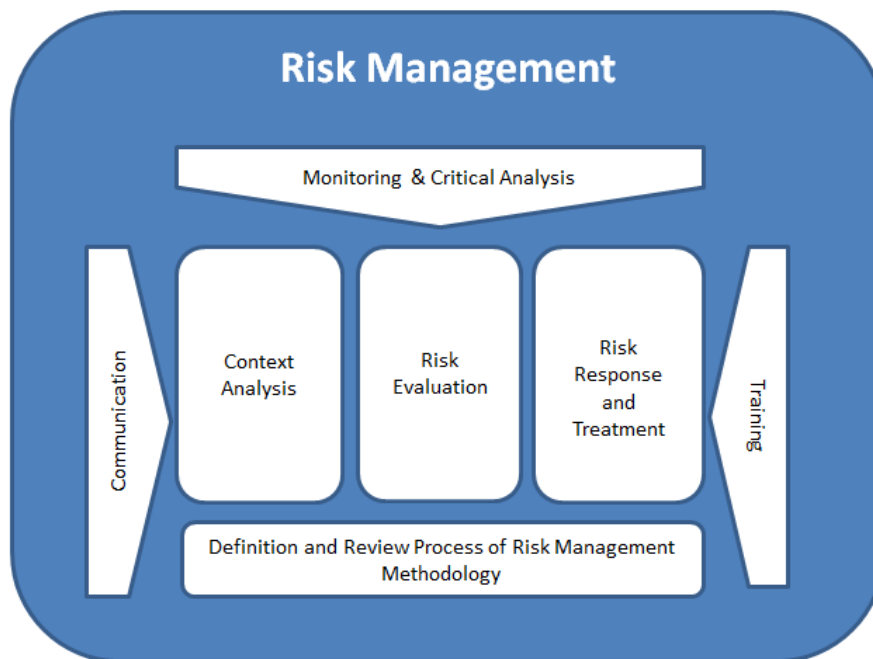 Risk Management
Monitoring & Critical Analysis
Communication
Context
Analysis
Risk
Evaluation
Risk
Response
and
Treatment
Training
Definition and Review Process of Risk Management
Methodology